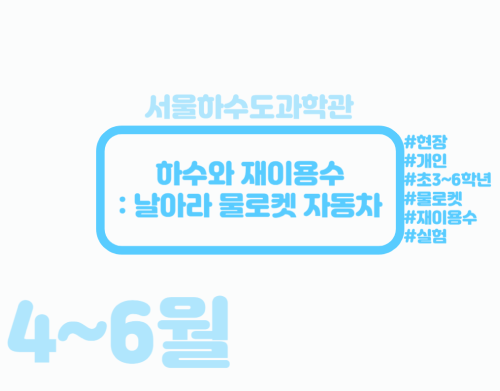 서울하수도과학관
하수와 재이용수
: 날아라 물로켓 자동차
#현장
#개인
#초3~6학년
#물로켓
#재이용수
#실험
4~6월